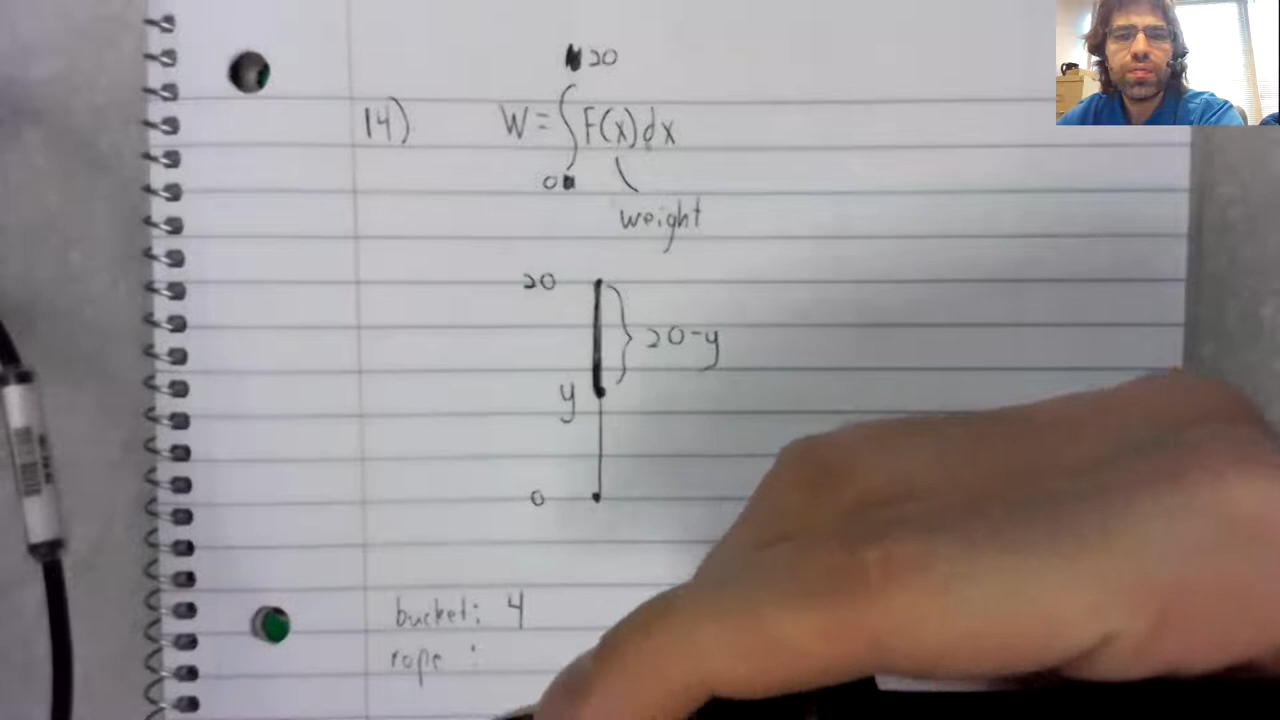 20
14) W = ∫ F(x) dx
0
weight
20
20-y
y
0
bucket: 4
rope :